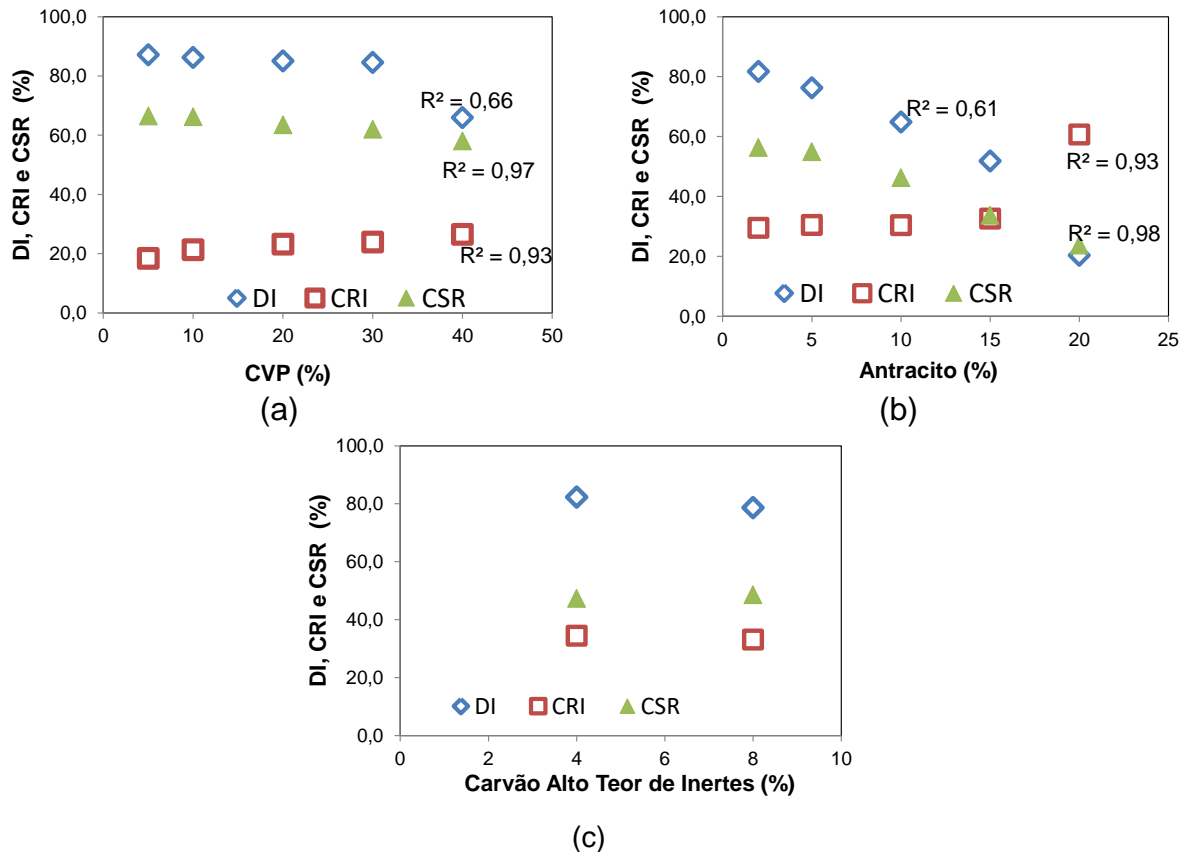 100,0
80,0
60,0
40,0
20,0
0,0
DI, CRI e CSR (%)
R² = 0,66
R² = 0,97
R² = 0,93
DI CRI CSR
0 10 20 30 40 50
CVP (%)
(a)
100,0
80,0
60,0
40,0
20,0
0,0
DI, CRI e CSR (%)
R² = 0,61
R² = 0,93
R² = 0,98
DI CRI CSR
0 5 10 15 20 25
Antracito (%)
(b)
100,0
80,0
60,0
40,0
20,0
0,0
DI, CRI e CSR (%)
DI CRI CSR
0 2 4 6 8 10
Carvão Alto Teor de Inertes (%)
(c)